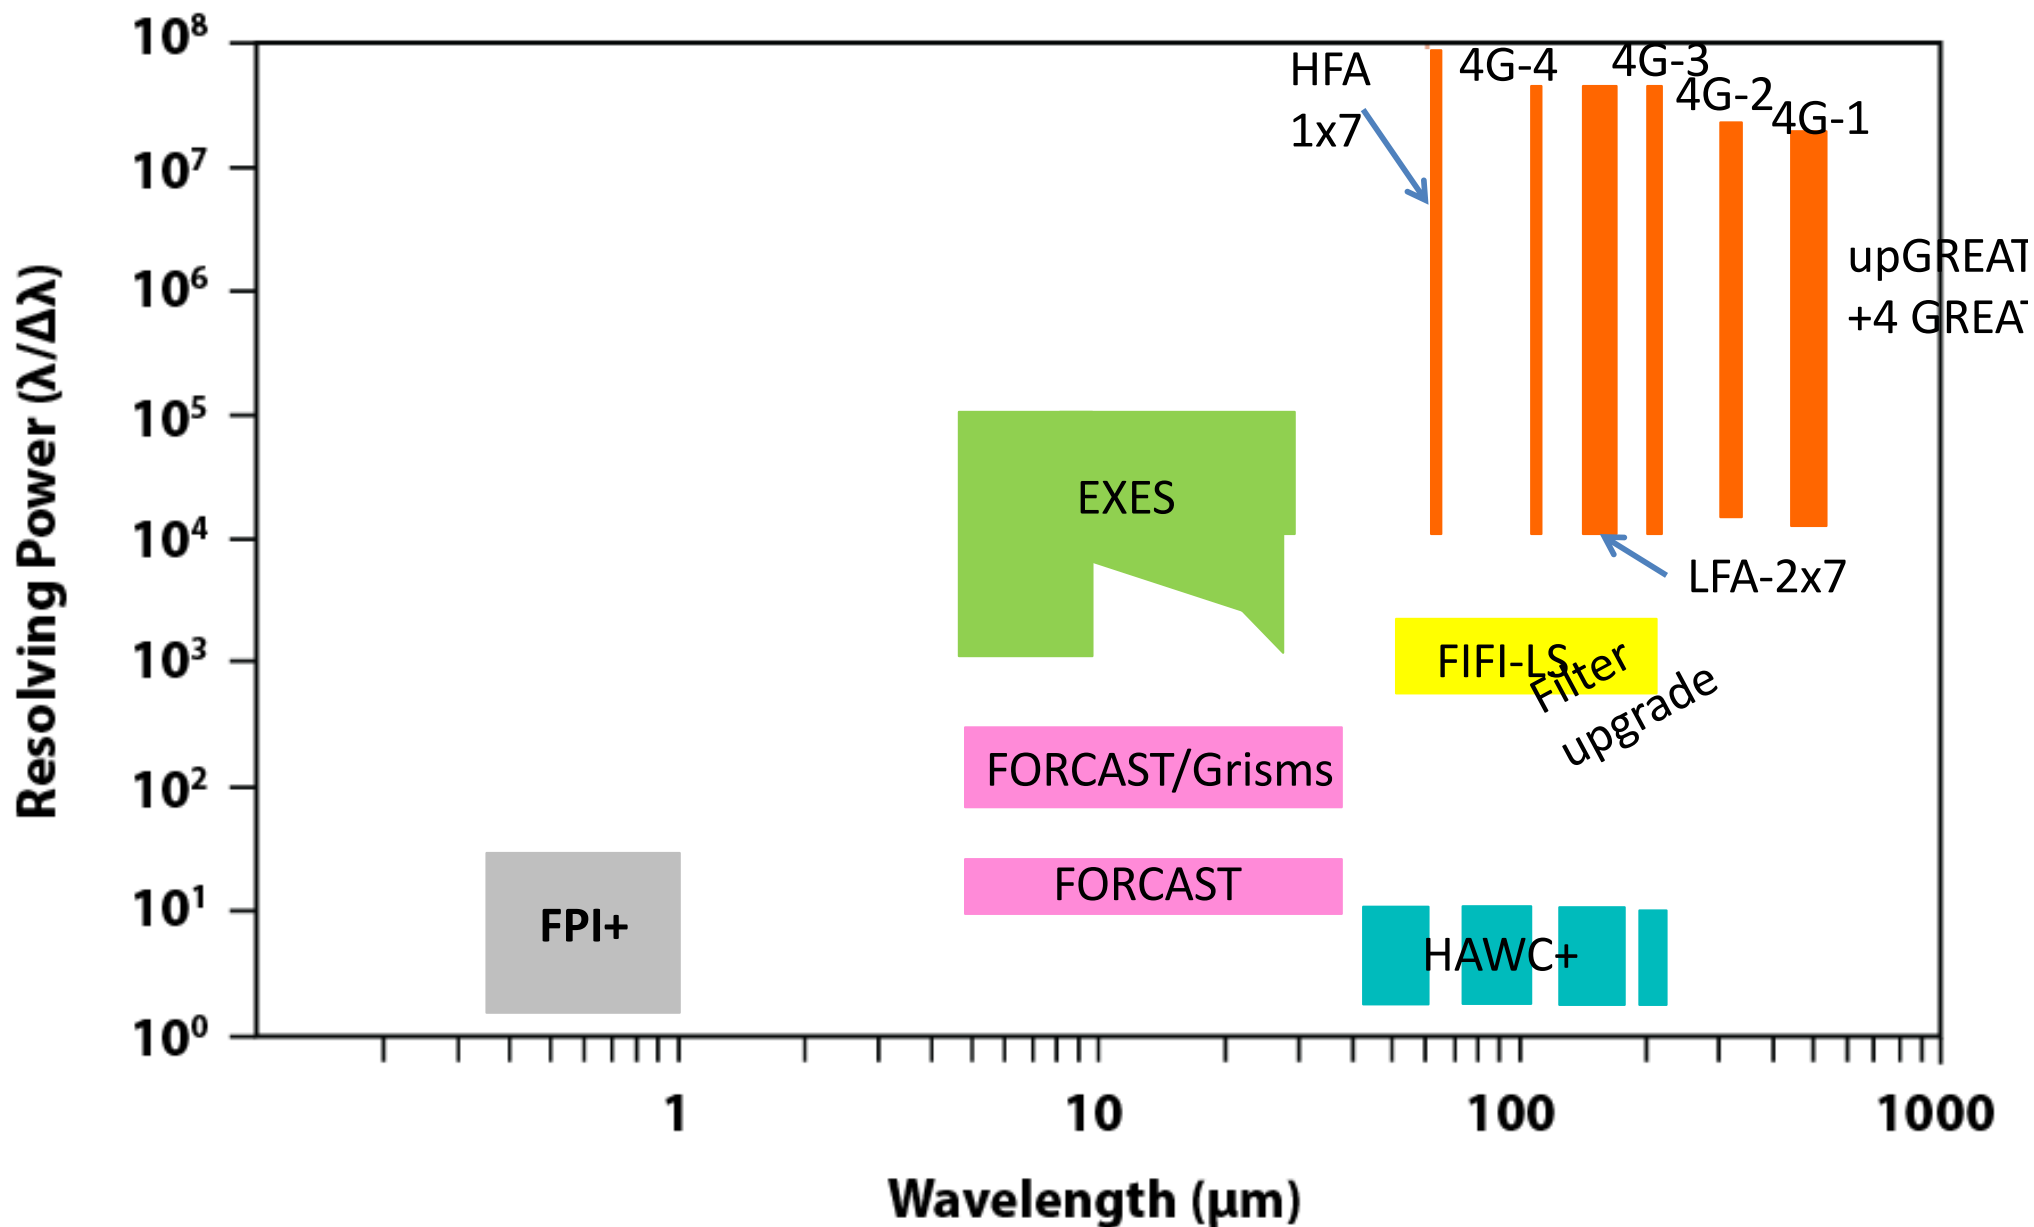 10⁸
10⁷
10⁶
10⁵
10⁴
10³
10²
10¹
10⁰
Resolving Power (λ/Δλ)
HFA
1x7
4G-4
4G-3
4G-2
4G-1
upGREAT
+4 GREAT
EXES
LFA-2x7
FIFI-LS
Filter
upgrade
FORCAST/Grisms
FORCAST
FPI+
HAWC+
1
10
100
1000
Wavelength (μm)